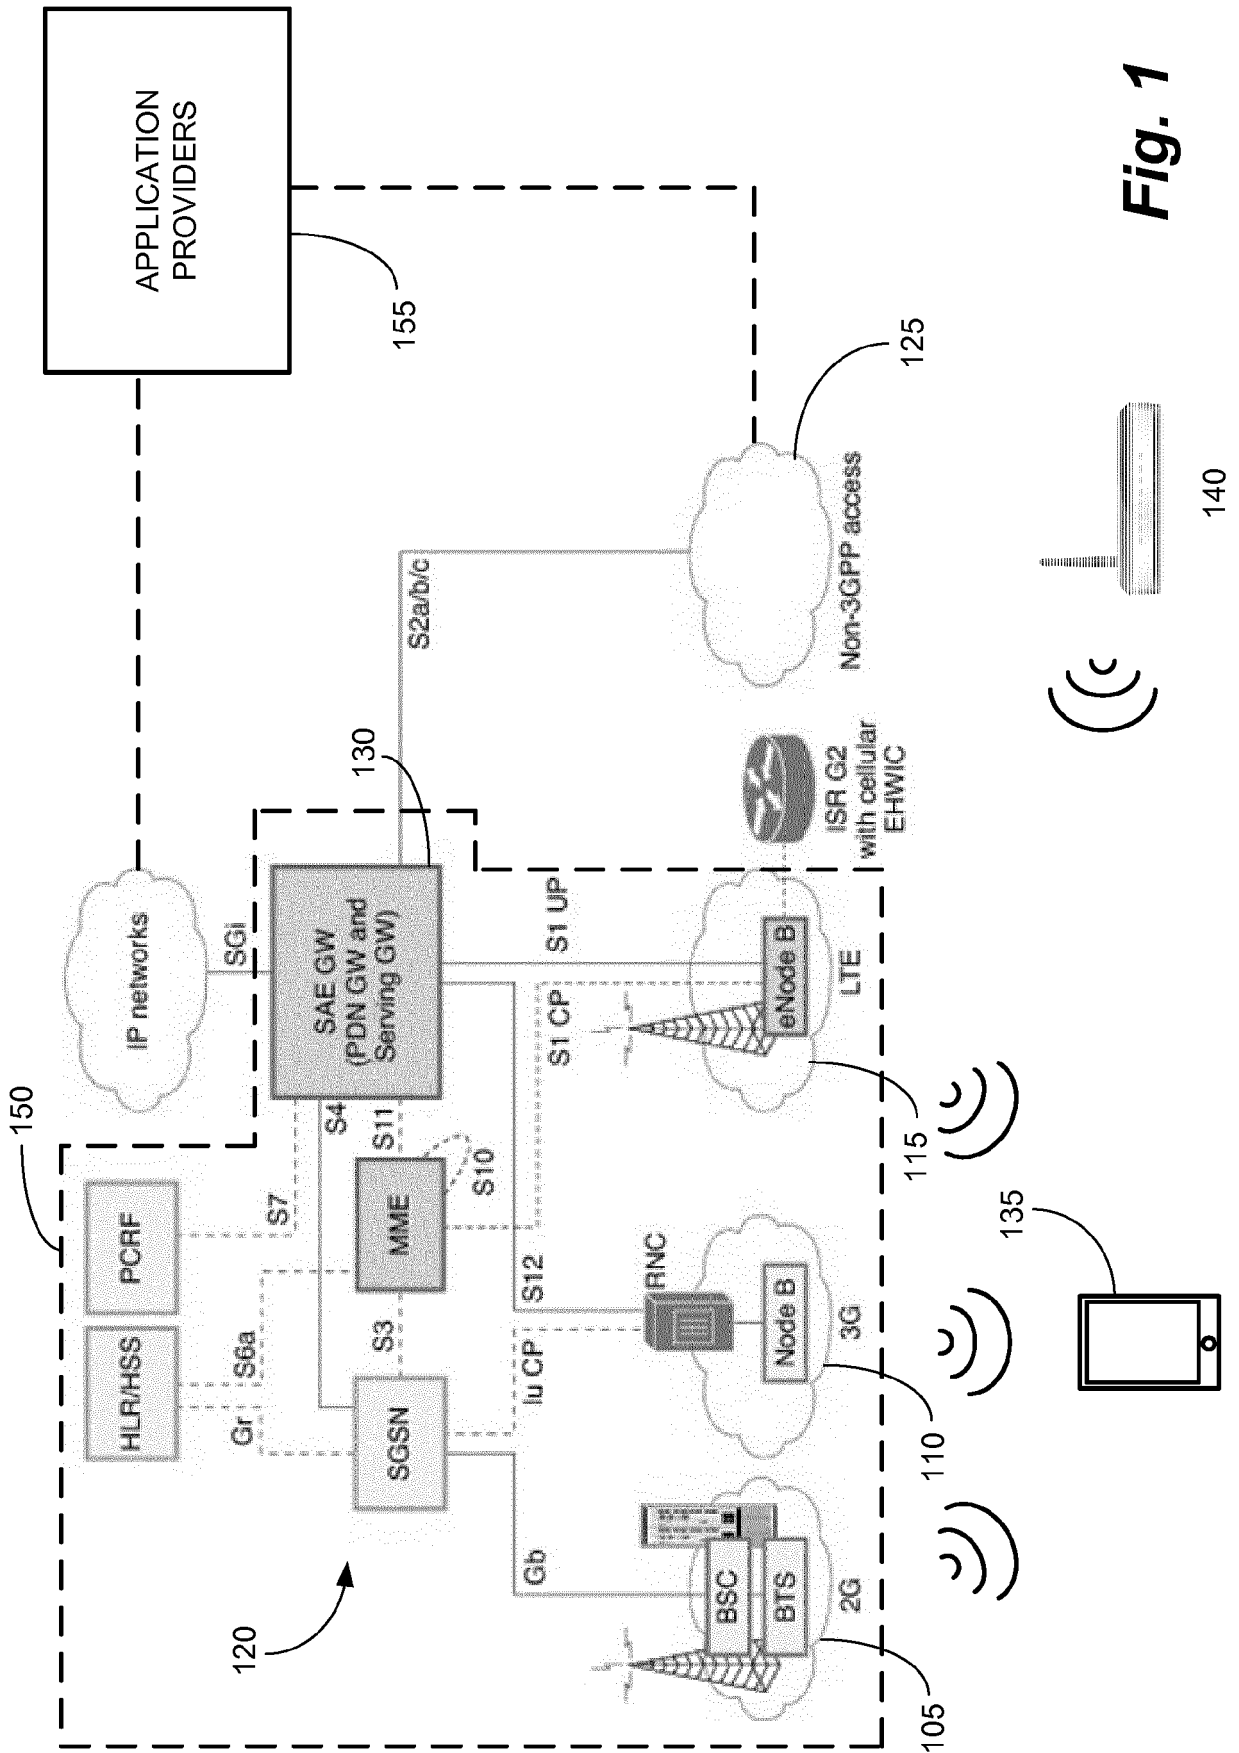 150
HLR/HSS
PCRF
IP networks
APPLICATION
PROVIDERS
155
Gr
S6a
S7
SGi
120
SGSN
S3
MME
S4
S11
S10
SAE GW
(PDN GW and
Serving GW)
130
S2a/b/c
Gb
Iu CP
S12
S1 CP
S1 UP
RNC
BSC
BTS
2G
Node B
3G
eNode B
LTE
ISR G2
with cellular
EHWIC
Non-3GPP access
125
105
110
115
135
140
Fig. 1